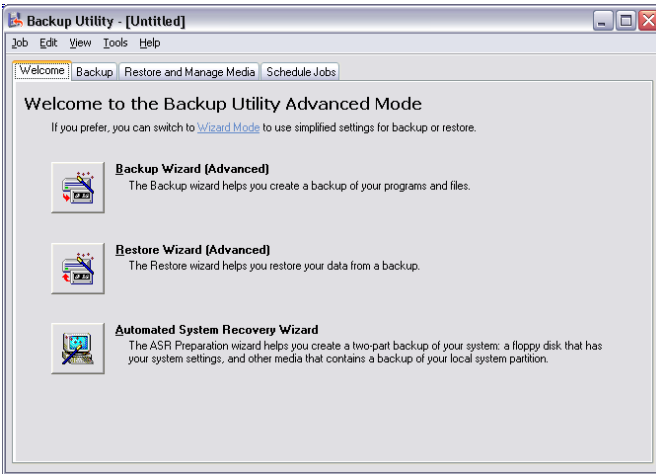 Backup Utility - [Untitled]
Job Edit View Tools Help
Welcome Backup Restore and Manage Media Schedule Jobs
Welcome to the Backup Utility Advanced Mode
If you prefer, you can switch to Wizard Mode to use simplified settings for backup or restore.
Backup Wizard (Advanced)
The Backup wizard helps you create a backup of your programs and files.
Restore Wizard (Advanced)
The Restore wizard helps you restore your data from a backup.
Automated System Recovery Wizard
The ASR Preparation wizard helps you create a two-part backup of your system: a floppy disk that has
your system settings, and other media that contains a backup of your local system partition.